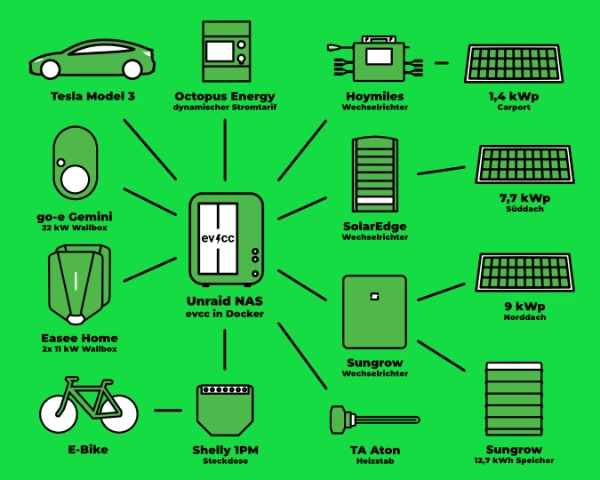 Tesla Model 3
Octopus Energy
dynamischer Stromtarif
Hoymiles
Wechselrichter
1,4 kWp
Carport
go-e Gemini
22 kW Wallbox
SolarEdge
Wechselrichter
7,7 kWp
Süddach
evcc
Unraid NAS
evcc in Docker
Easee Home
2x 11 kW Wallbox
Sungrow
Wechselrichter
9 kWp
Norddach
E-Bike
Shelly 1PM
Steckdose
TA Aton
Heizstab
Sungrow
12,7 kWh Speicher